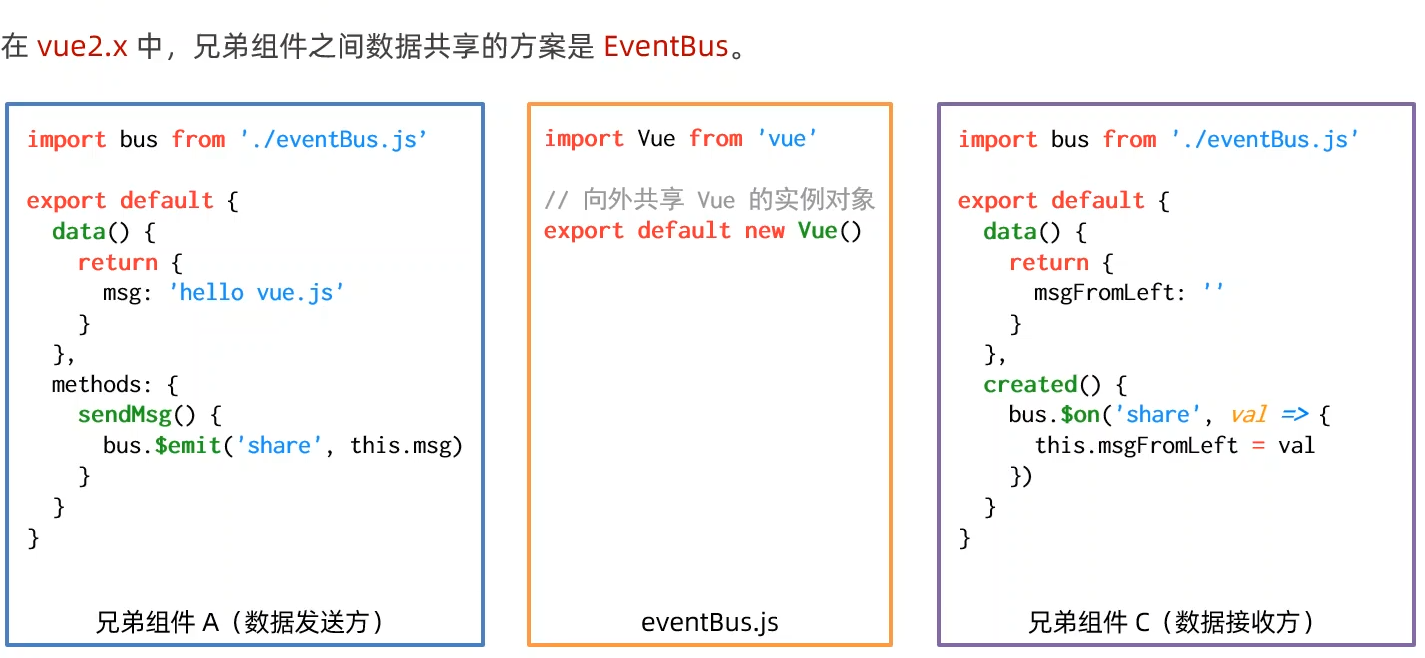 在 vue2.x 中，兄弟组件之间数据共享的方案是 EventBus。
import bus from './eventBus.js’
export default {
data() {
return {
msg: 'hello vue.js’
}
},
methods: {
sendMsg() {
bus.$emit('share', this.msg)
}
}
}
兄弟组件 A（数据发送方）
import Vue from 'vue’
// 向外共享 Vue 的实例对象
export default new Vue()
eventBus.js
import bus from './eventBus.js'
export default {
data() {
return {
msgFromLeft: ''
}
},
created() {
bus.$on('share', val => {
this.msgFromLeft = val
})
}
}
兄弟组件 C（数据接收方）